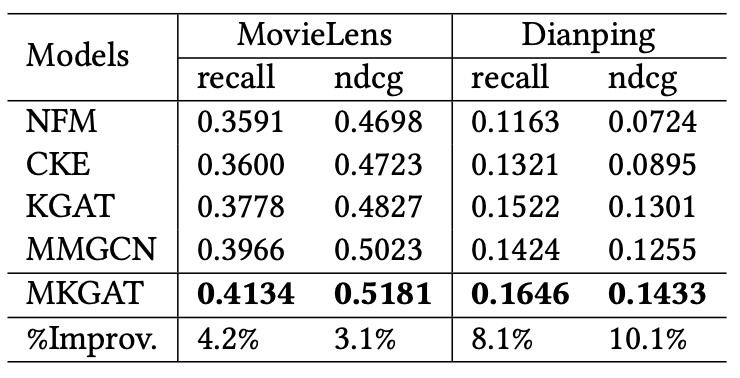 Models MovieLens Dianping
recall ndcg recall ndcg
NFM 0.3591 0.4698 0.1163 0.0724
CKE 0.3600 0.4723 0.1321 0.0895
KGAT 0.3778 0.4827 0.1522 0.1301
MMGCN 0.3966 0.5023 0.1424 0.1255
MKGAT 0.4134 0.5181 0.1646 0.1433
%Improv. 4.2% 3.1% 8.1% 10.1%